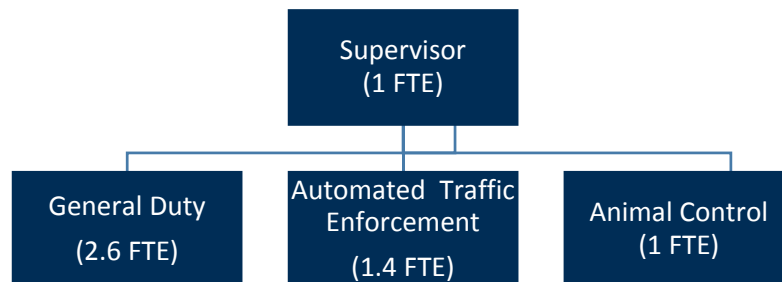 Supervisor
(1 FTE)
General Duty
(2.6 FTE)
Automated Traffic
Enforcement
(1.4 FTE)
Animal Control
(1 FTE)